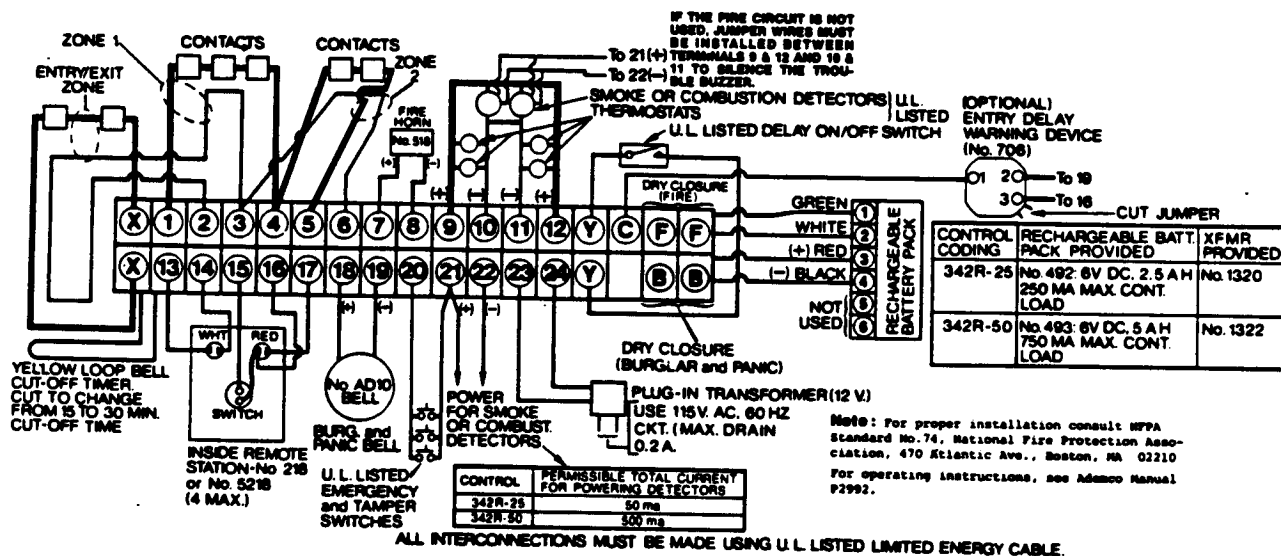 IF THE FIRE CIRCUIT IS NOT
USED, JUMPER WIRES MUST
BE INSTALLED BETWEEN
TERMINALS 9 & 12 AND 10 &
11 TO SILENCE THE TROU-
BLE BUZZER.
ZONE 1
CONTACTS
CONTACTS
ZONE 2
ENTRY/EXIT
ZONE
To 21(+)
To 22(-)
FIRE
HORN
No. 518
(+) (-)
SMOKE OR COMBUSTION DETECTORS
THERMOSTATS
U.L.
LISTED
U.L. LISTED DELAY ON/OFF SWITCH
(OPTIONAL)
ENTRY DELAY
WARNING DEVICE
(No. 706)
1 2 To 19
3 To 16
CUT JUMPER
(+) (-) (-) (+)
DRY CLOSURE
(FIRE)
X 1 2 3 4 5 6 7 8 9 10 11 12 Y C F F
X 13 14 15 16 17 18 19 20 21 22 23 24 Y B B
GREEN 1
WHITE 2
(+) RED 3
(-) BLACK 4
NOT
USED
5
6
RECHARGEABLE
BATTERY PACK
CONTROL CODING RECHARGEABLE BATT. PACK PROVIDED XFMR PROVIDED
342R-25 No. 492: 6V DC, 2.5 A H 250 MA MAX. CONT. LOAD No. 1320
342R-50 No. 493: 6V DC, 5 A H 750 MA MAX. CONT. LOAD No. 1322
(+) (-) (+) (-)
DRY CLOSURE
(BURGLAR and PANIC)
YELLOW LOOP BELL
CUT-OFF TIMER.
CUT TO CHANGE
FROM 15 TO 30 MIN.
CUT-OFF TIME
WHT RED
SWITCH
INSIDE REMOTE
STATION-No 218
or No. 5218
(4 MAX.)
No AD10
BELL
BURG. and
PANIC BELL
U.L. LISTED
EMERGENCY
and TAMPER
SWITCHES
POWER
FOR SMOKE
OR COMBUST.
DETECTORS
PLUG-IN TRANSFORMER (12 V.)
USE 115V. AC, 60 HZ
CKT. (MAX. DRAIN
0.2 A.
CONTROL PERMISSIBLE TOTAL CURRENT FOR POWERING DETECTORS
342R-25 50 ma
342R-50 500 ma
Note: For proper installation consult NFPA
Standard No.74, National Fire Protection Asso-
ciation, 470 Atlantic Ave., Boston, MA 02210
For operating instructions, see Ademco Manual
P2992.
ALL INTERCONNECTIONS MUST BE MADE USING U.L. LISTED LIMITED ENERGY CABLE.